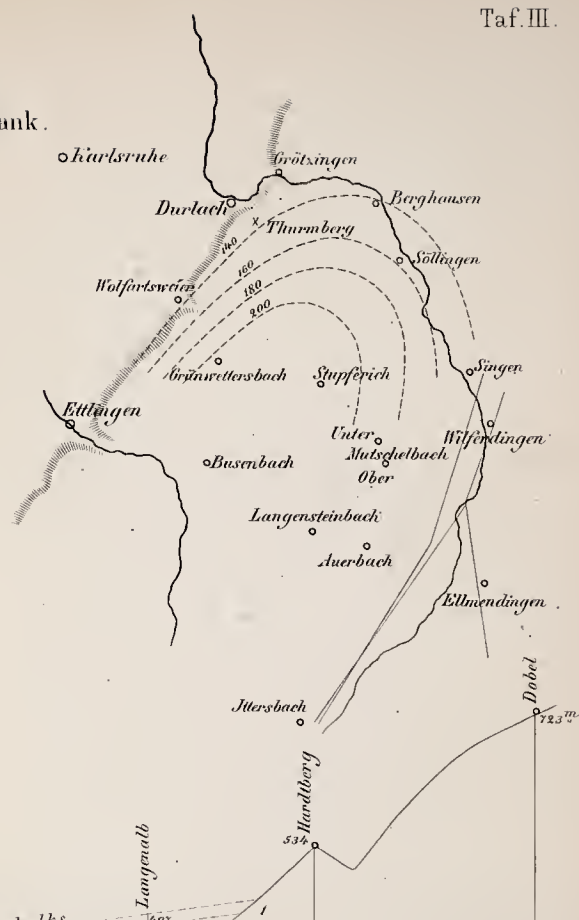 Taf. III.
ank.
Karlsruhe
Grötzingen
Durlach
Berghausen
x Thurmberg
140
Söllingen
160
Wolfartsweier
180
200
Grünwettersbach
Stupferich
Singen
Ettlingen
Unter
Wilferdingen
Mutschelbach
Busenbach
Ober
Langensteinbach
Auerbach
Ellmendingen
Ittersbach
Dobel
723 m
Hardtberg
534
Langenalb
1